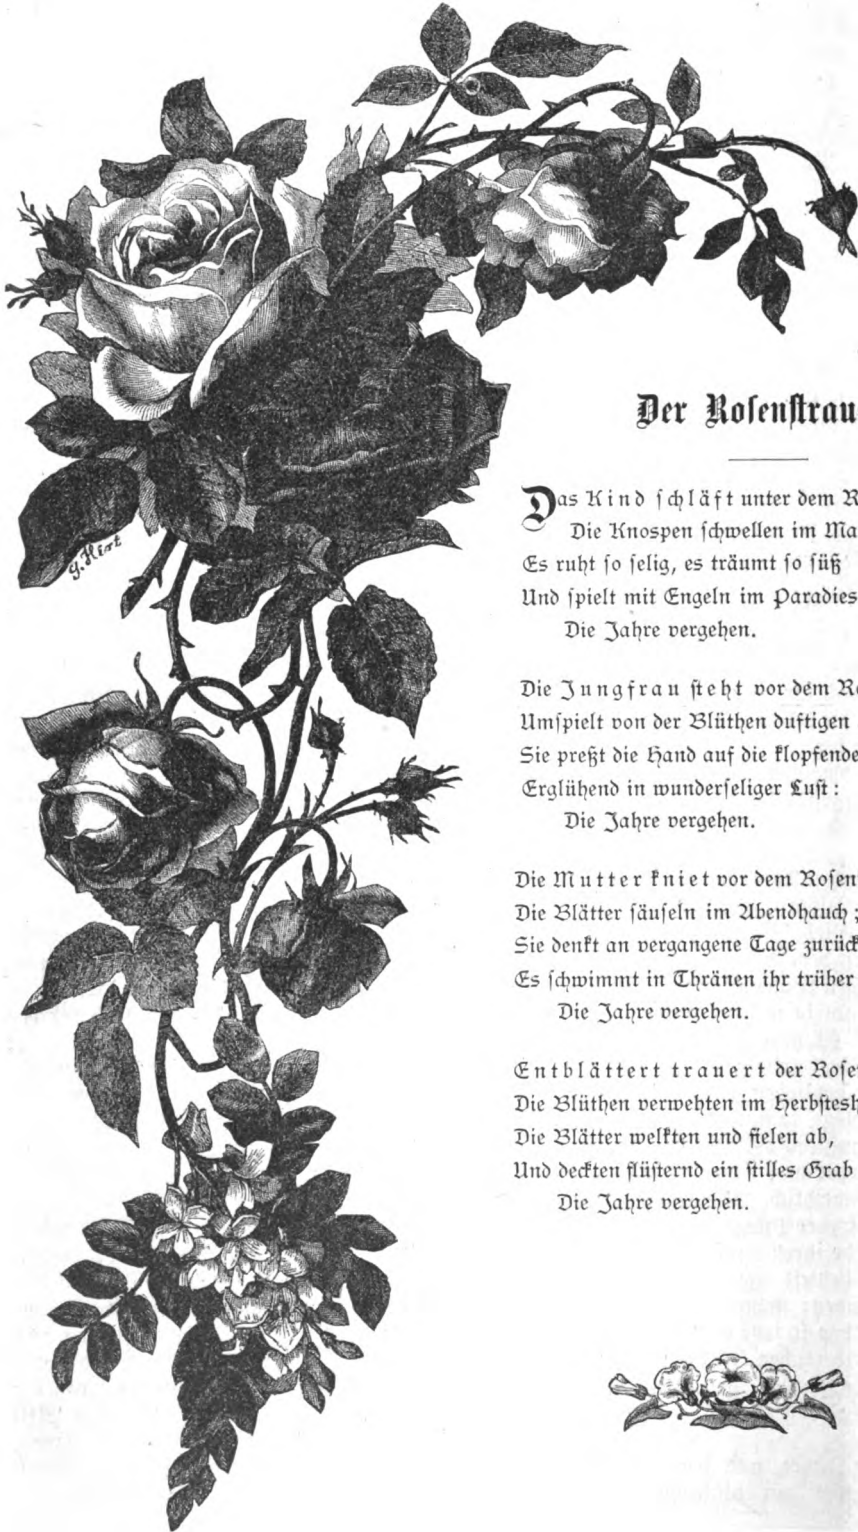 Der Rosenstrau
Das Kind schläft unter dem R
Die Knospen schwellen im Ma
Es ruht so selig, es träumt so süß
Und spielt mit Engeln im Paradies
Die Jahre vergehen.
Die Jungfrau steht vor dem Ro
Umspielt von der Blüthen duftigen
Sie preßt die Hand auf die klopfende
Erglühend in wunderseliger Lust:
Die Jahre vergehen.
Die Mutter kniet vor dem Rosen
Die Blätter säuseln im Abendhauch;
Sie denkt an vergangene Tage zurück
Es schwimmt in Thränen ihr trüber
Die Jahre vergehen.
Entblättert trauert der Rose
Die Blüthen verwehten im Herbstesh
Die Blätter welkten und fielen ab,
Und deckten flüsternd ein stilles Grab
Die Jahre vergehen.
G. Hirt